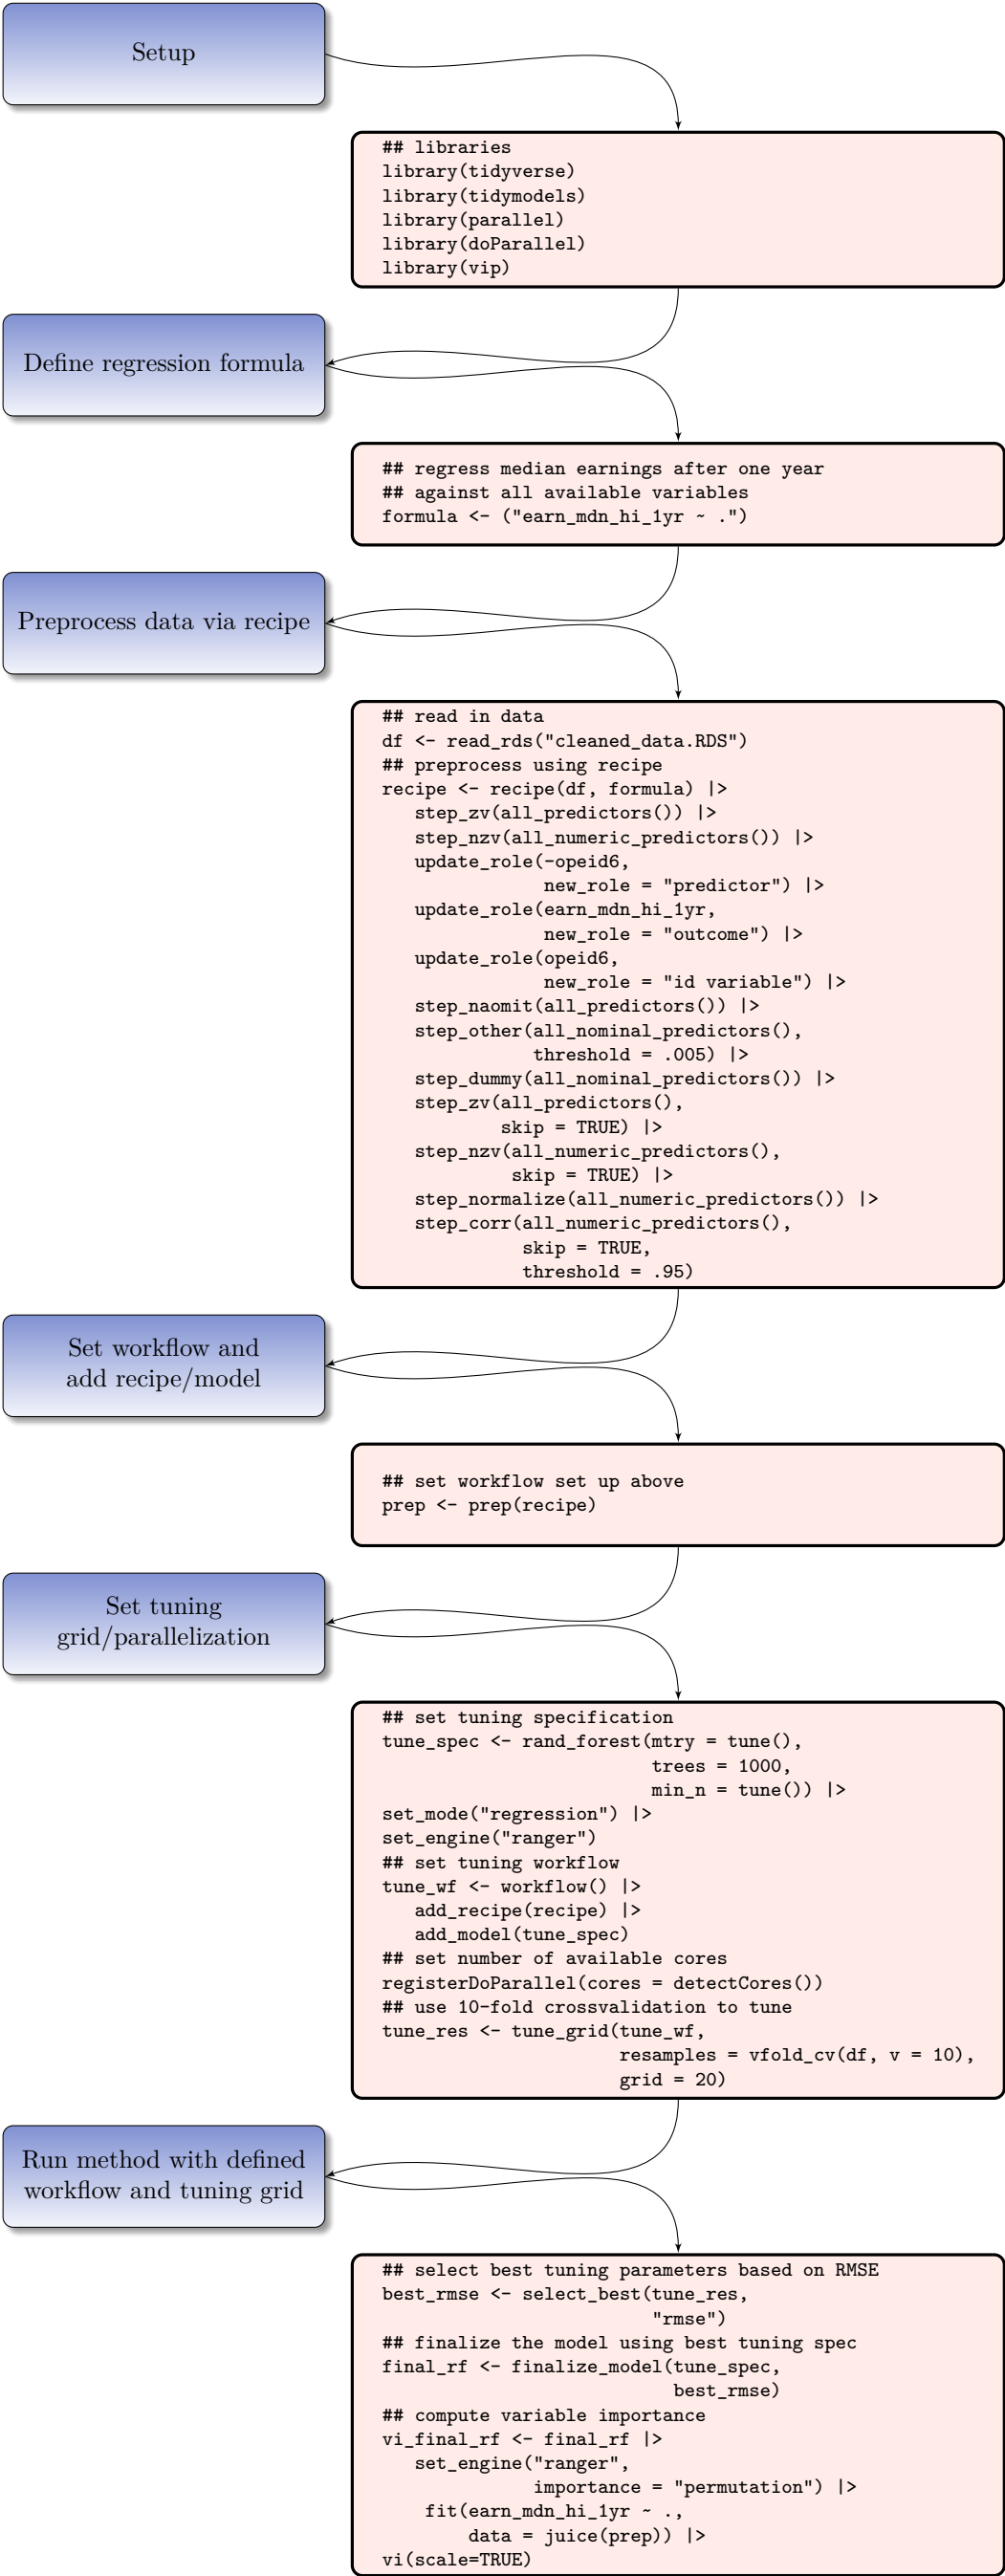 Setup
## libraries
library(tidyverse)
library(tidymodels)
library(parallel)
library(doParallel)
library(vip)
Define regression formula
## regress median earnings after one year
## against all available variables
formula <- ("earn_mdn_hi_1yr ~ .")
Preprocess data via recipe
## read in data
df <- read_rds("cleaned_data.RDS")
## preprocess using recipe
recipe <- recipe(df, formula) |>
   step_zv(all_predictors()) |>
   step_nzv(all_numeric_predictors()) |>
   update_role(-opeid6,
               new_role = "predictor") |>
   update_role(earn_mdn_hi_1yr,
               new_role = "outcome") |>
   update_role(opeid6,
               new_role = "id variable") |>
   step_naomit(all_predictors()) |>
   step_other(all_nominal_predictors(),
              threshold = .005) |>
   step_dummy(all_nominal_predictors()) |>
   step_zv(all_predictors(),
           skip = TRUE) |>
   step_nzv(all_numeric_predictors(),
            skip = TRUE) |>
   step_normalize(all_numeric_predictors()) |>
   step_corr(all_numeric_predictors(),
             skip = TRUE,
             threshold = .95)
Set workflow and
add recipe/model
## set workflow set up above
prep <- prep(recipe)
Set tuning
grid/parallelization
## set tuning specification
tune_spec <- rand_forest(mtry = tune(),
                         trees = 1000,
                         min_n = tune()) |>
set_mode("regression") |>
set_engine("ranger")
## set tuning workflow
tune_wf <- workflow() |>
   add_recipe(recipe) |>
   add_model(tune_spec)
## set number of available cores
registerDoParallel(cores = detectCores())
## use 10-fold crossvalidation to tune
tune_res <- tune_grid(tune_wf,
                      resamples = vfold_cv(df, v = 10),
                      grid = 20)
Run method with defined
workflow and tuning grid
## select best tuning parameters based on RMSE
best_rmse <- select_best(tune_res,
                         "rmse")
## finalize the model using best tuning spec
final_rf <- finalize_model(tune_spec,
                           best_rmse)
## compute variable importance
vi_final_rf <- final_rf |>
   set_engine("ranger",
              importance = "permutation") |>
    fit(earn_mdn_hi_1yr ~ .,
        data = juice(prep)) |>
vi(scale=TRUE)